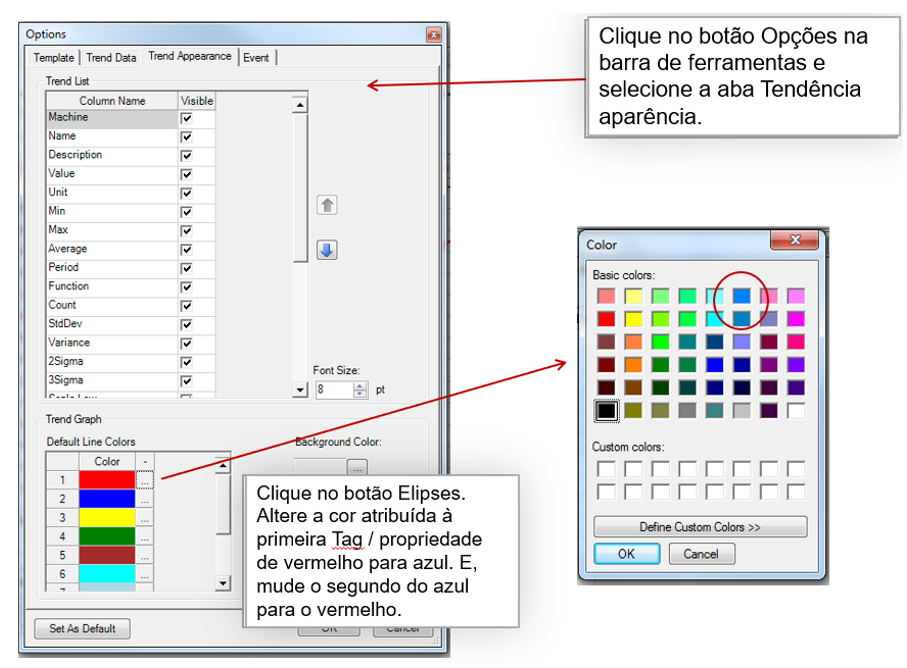 Options
Template
Trend Data
Trend Appearance
Event
Trend List
Column Name
Visible
Machine
Name
Description
Value
Unit
Min
Max
Average
Period
Function
Count
StdDev
Variance
2Sigma
3Sigma
Scale Low
Font Size:
8
pt
Trend Graph
Default Line Colors
Background Color:
Color
-
1
...
2
...
3
...
4
...
5
...
6
...
7
...
Set As Default
OK
Cancel
Clique no botão Opções na
barra de ferramentas e
selecione a aba Tendência
aparência.
Clique no botão Elipses.
Altere a cor atribuída à
primeira Tag / propriedade
de vermelho para azul. E,
mude o segundo do azul
para o vermelho.
Color
X
Basic colors:
Custom colors:
Define Custom Colors >>
OK
Cancel